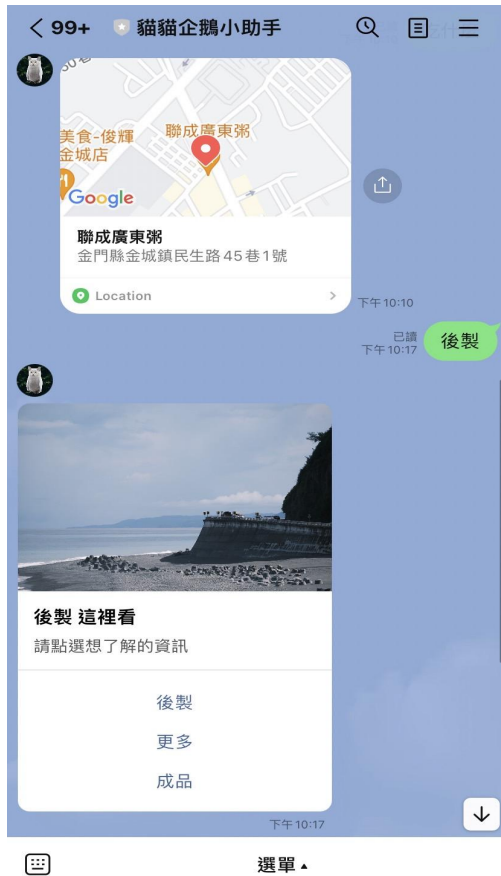 99+ 貓貓企鵝小助手
美食-俊輝
金城店
聯成廣東粥
Google
聯成廣東粥
金門縣金城鎮民生路45巷1號
Location
下午10:10
已讀
下午10:17
後製
後製 這裡看
請點選想了解的資訊
後製
更多
成品
下午10:17
選單